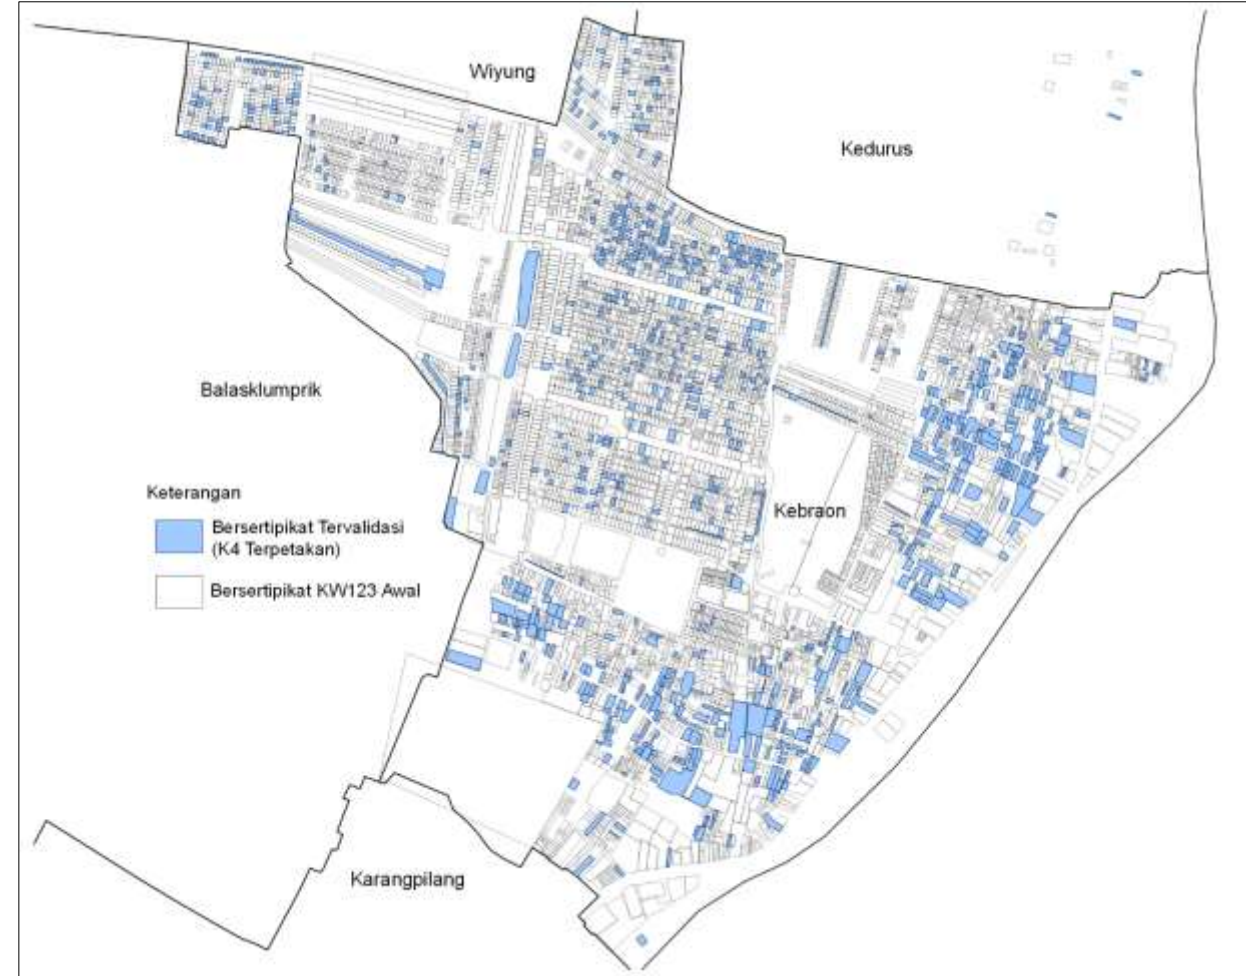 Wiyung
Kedurus
Balasklumprik
Keterangan
Bersertipikat Tervalidasi
(K4 Terpetakan)
Kebraon
Bersertipikat KW123 Awal
Karangpilang